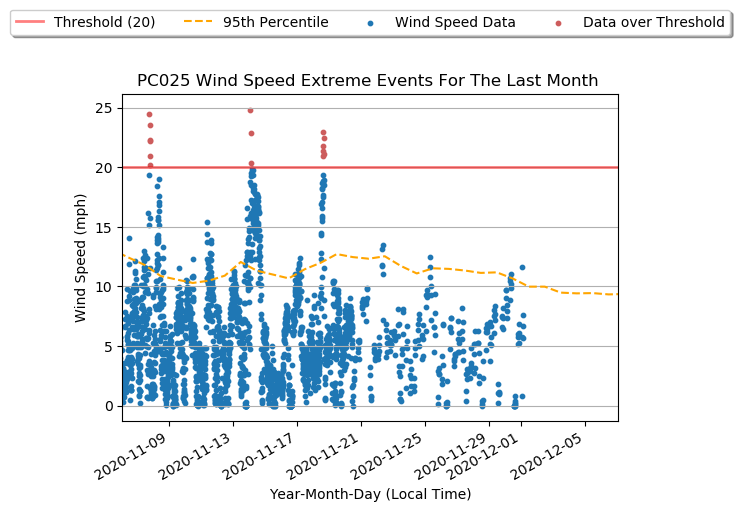 Threshold (20) 95th Percentile Wind Speed Data Data over Threshold
PC025 Wind Speed Extreme Events For The Last Month
Wind Speed (mph)
25
20
15
10
5
0
2020-11-09 2020-11-13 2020-11-17 2020-11-21 2020-11-25 2020-11-29 2020-12-01 2020-12-05
Year-Month-Day (Local Time)